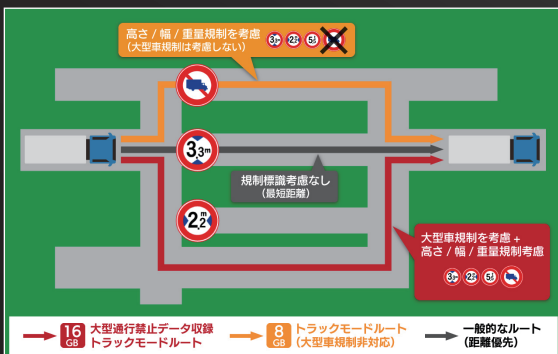 高さ / 幅 / 重量規制を考慮
(大型車規制は考慮しない)
3.3m
規制標識考慮なし
(最短距離)
2.2m
大型車規制を考慮 +
高さ / 幅 / 重量規制考慮
16GB 大型通行禁止データ収録
トラックモードルート
8GB トラックモードルート
(大型車規制非対応)
一般的なルート
(距離優先)